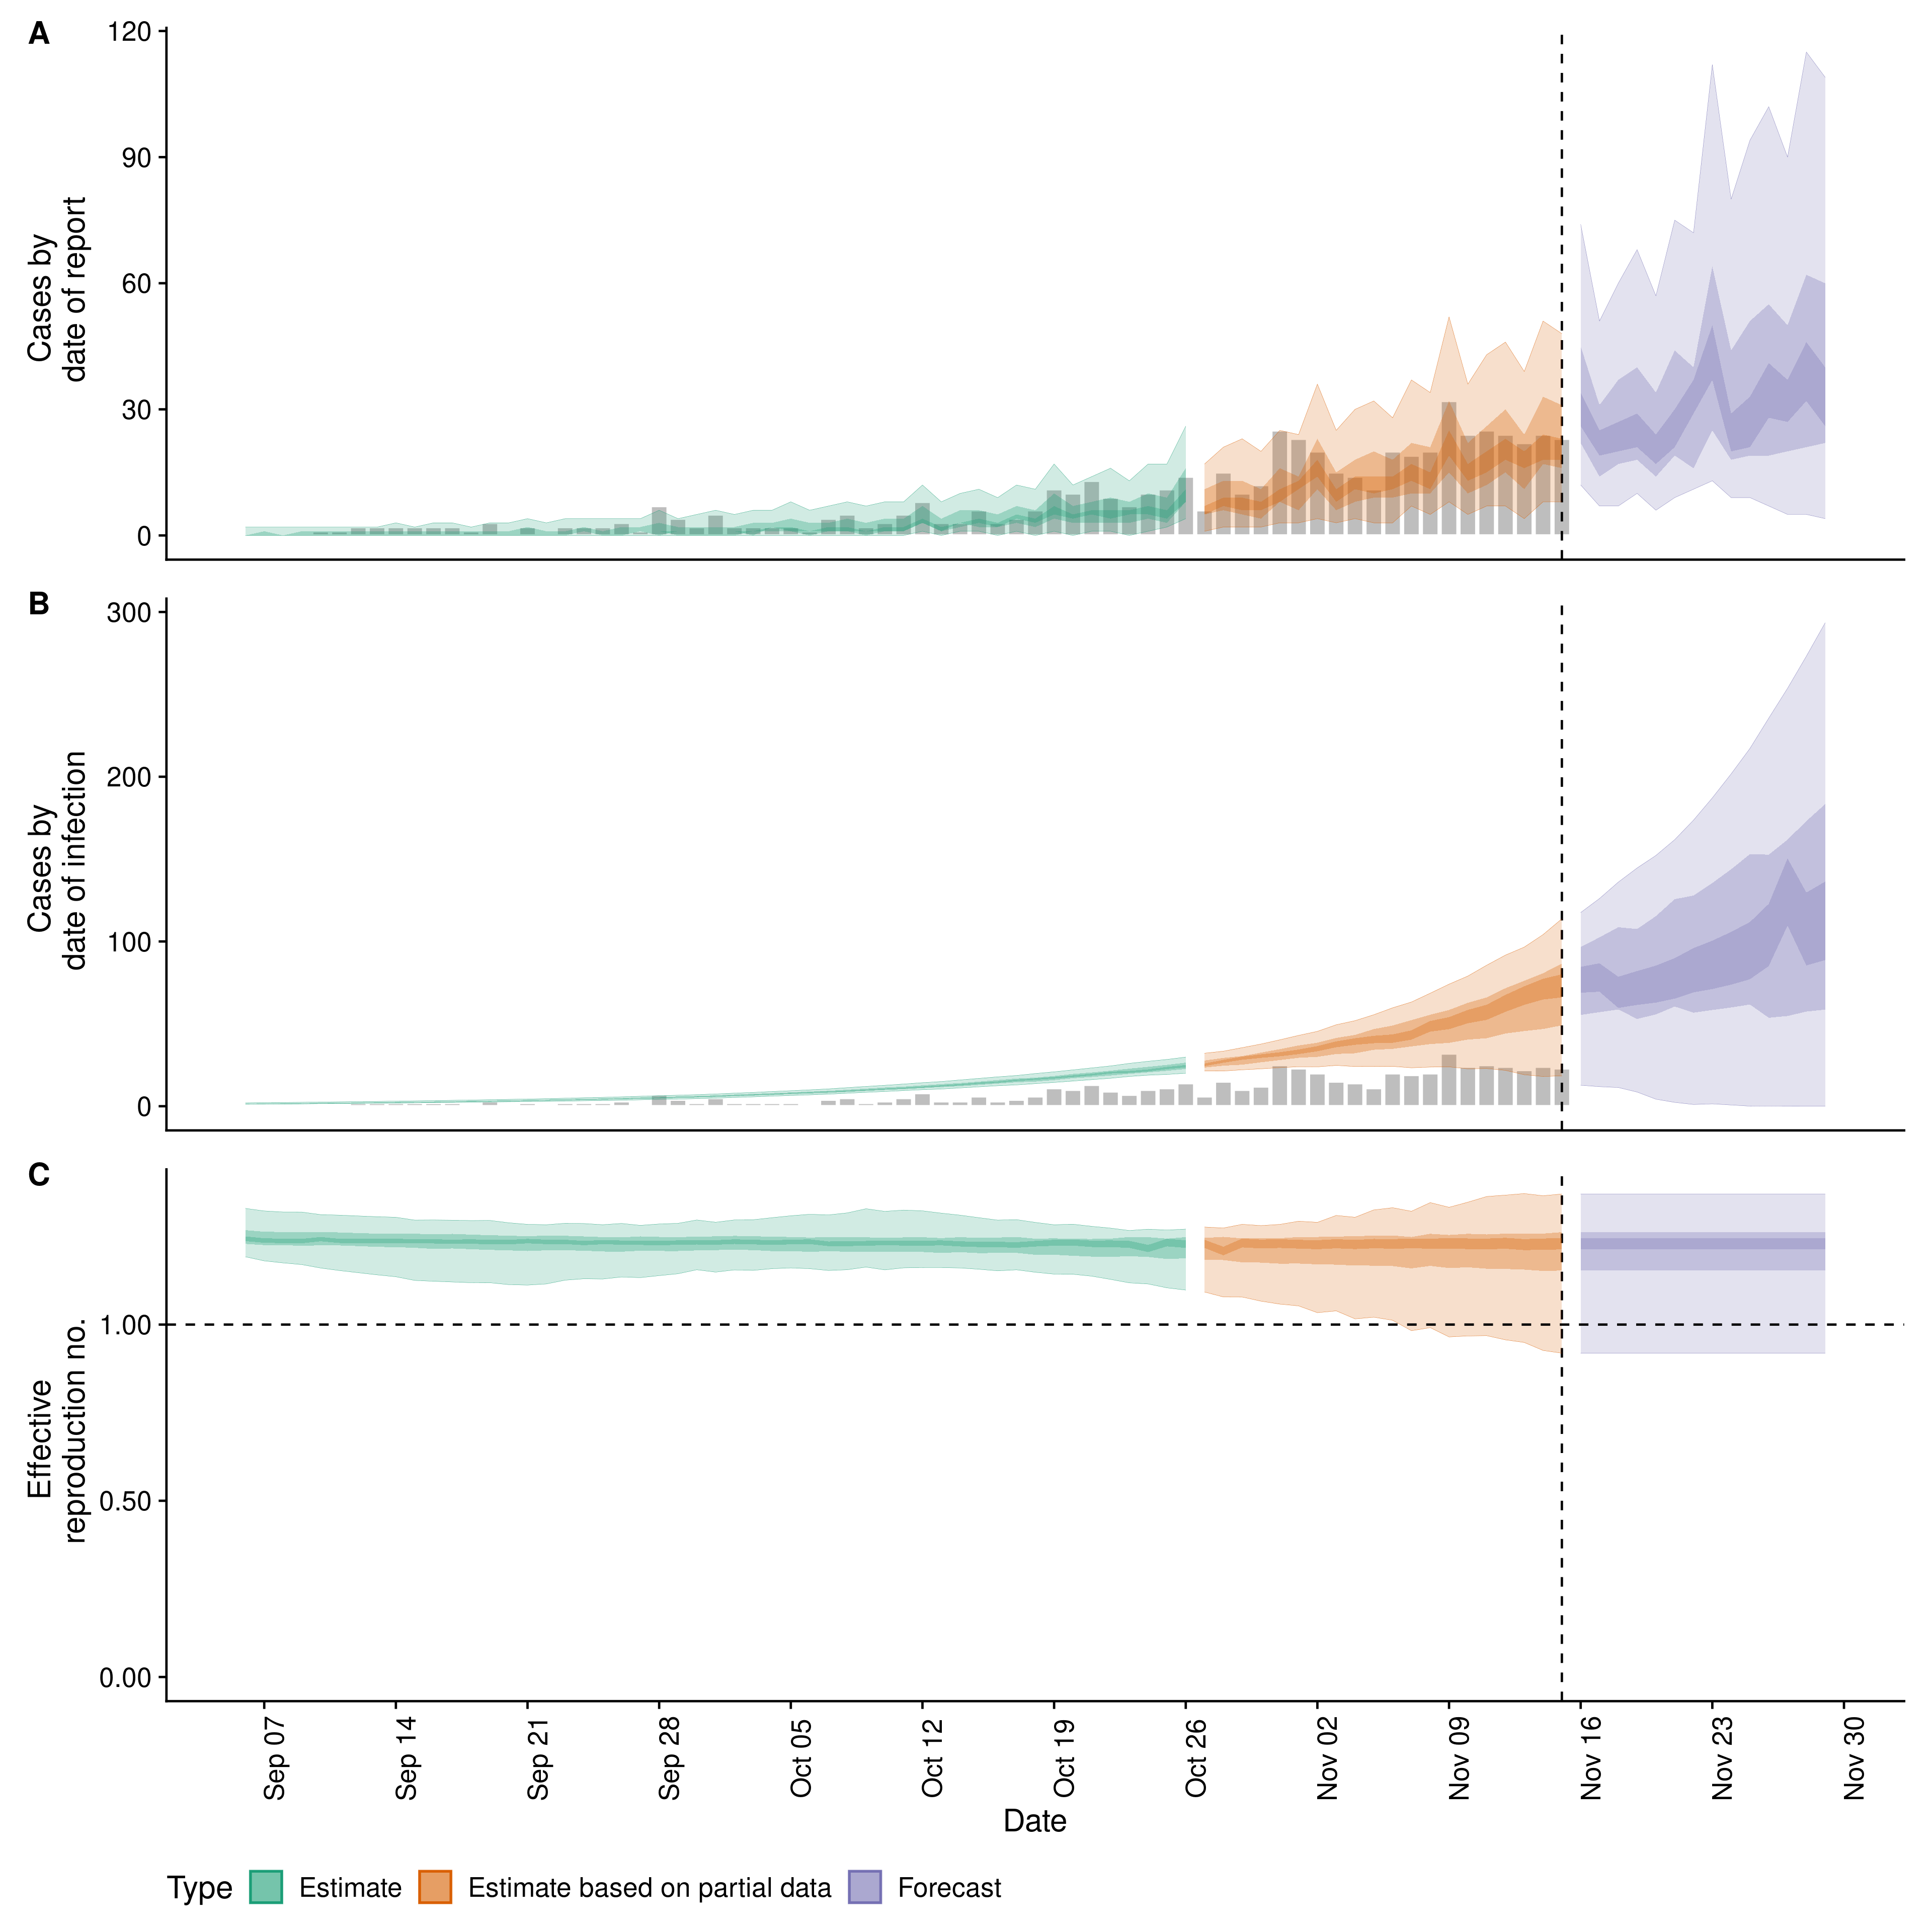 A
120
90
60
30
0
Cases by
date of report
B
300
200
100
0
Cases by
date of infection
C
1.00
0.50
0.00
Effective
reproduction no.
Sep 07
Sep 14
Sep 21
Sep 28
Oct 05
Oct 12
Oct 19
Oct 26
Nov 02
Nov 09
Nov 16
Nov 23
Nov 30
Date
Type Estimate Estimate based on partial data Forecast